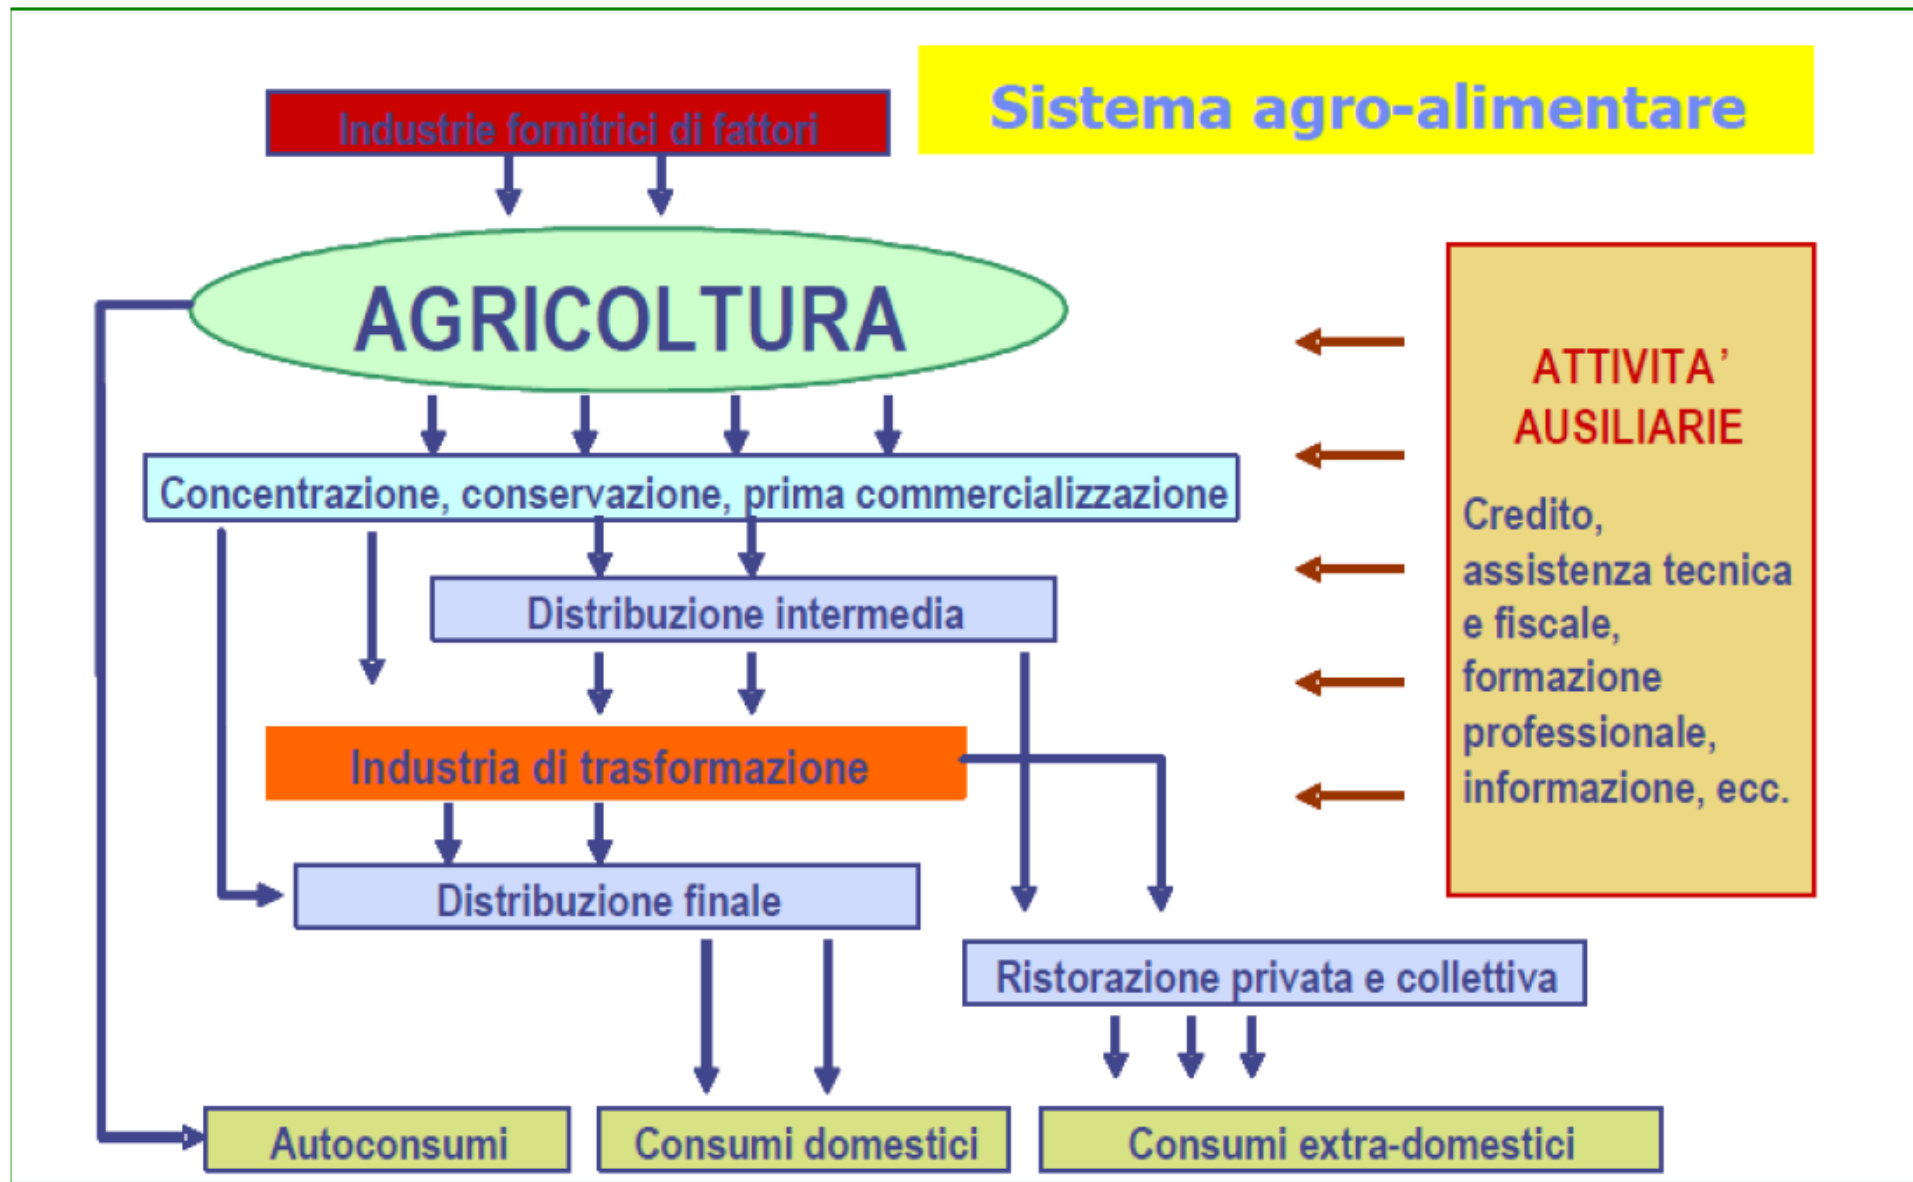 Sistema agro-alimentare
Industrie fornitrici di fattori
AGRICOLTURA
Concentrazione, conservazione, prima commercializzazione
Distribuzione intermedia
Industria di trasformazione
Distribuzione finale
Ristorazione privata e collettiva
Autoconsumi
Consumi domestici
Consumi extra-domestici
ATTIVITA’
AUSILIARIE
Credito,
assistenza tecnica
e fiscale,
formazione
professionale,
informazione, ecc.